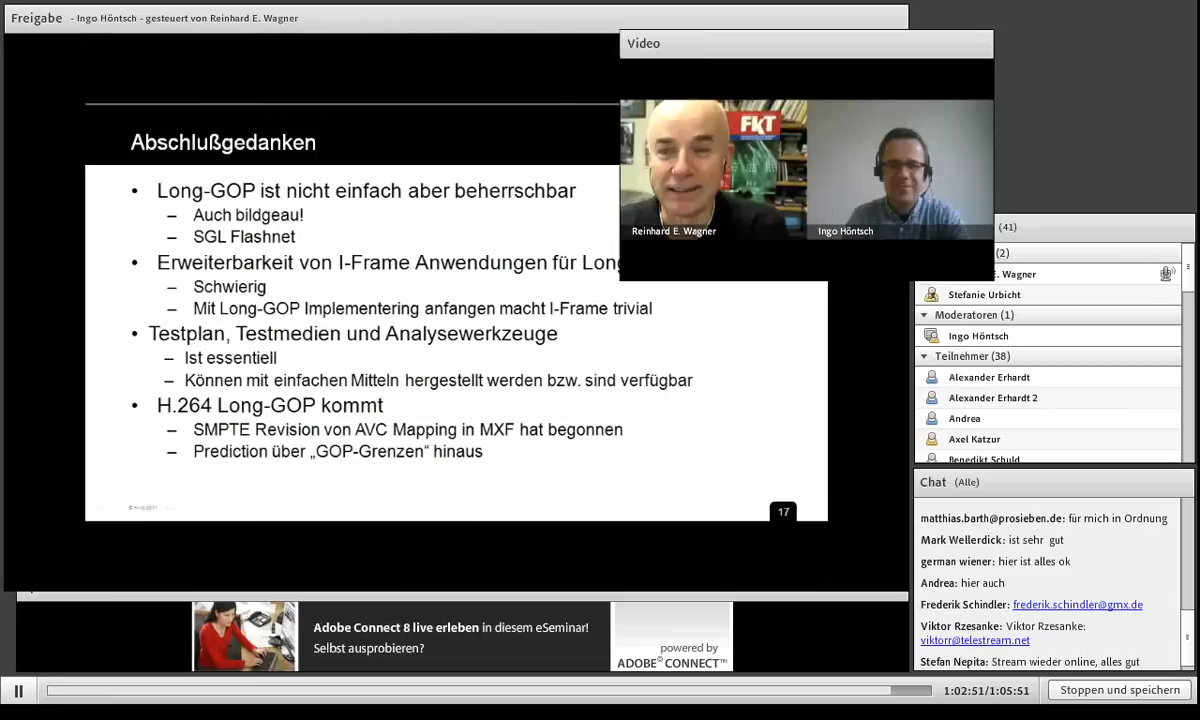 Freigabe - Ingo Höntsch - gesteuert von Reinhard E. Wagner
Video
FKT
Reinhard E. Wagner
Ingo Höntsch
Abschlußgedanken
• Long-GOP ist nicht einfach aber beherrschbar
– Auch bildgeau!
– SGL Flashnet
• Erweiterbarkeit von I-Frame Anwendungen für Long
– Schwierig
– Mit Long-GOP Implementering anfangen macht I-Frame trivial
• Testplan, Testmedien und Analysewerkzeuge
– Ist essentiell
– Können mit einfachen Mitteln hergestellt werden bzw. sind verfügbar
• H.264 Long-GOP kommt
– SMPTE Revision von AVC Mapping in MXF hat begonnen
– Prediction über „GOP-Grenzen“ hinaus
17
(41)
(2)
E. Wagner
Stefanie Urbicht
Moderatoren (1)
Ingo Höntsch
Teilnehmer (38)
Alexander Erhardt
Alexander Erhardt 2
Andrea
Axel Katzur
Benedikt Schuld
Chat (Alle)
matthias.barth@prosieben.de: für mich in Ordnung
Mark Wellerdick: ist sehr gut
german wiener: hier ist alles ok
Andrea: hier auch
Frederik Schindler: frederik.schindler@gmx.de
Viktor Rzesanke: Viktor Rzesanke:
viktorr@telestream.net
Stefan Nepita: Stream wieder online, alles gut
Adobe Connect 8 live erleben in diesem eSeminar!
Selbst ausprobieren?
powered by
ADOBE® CONNECT™
1:02:51/1:05:51
Stoppen und speichern